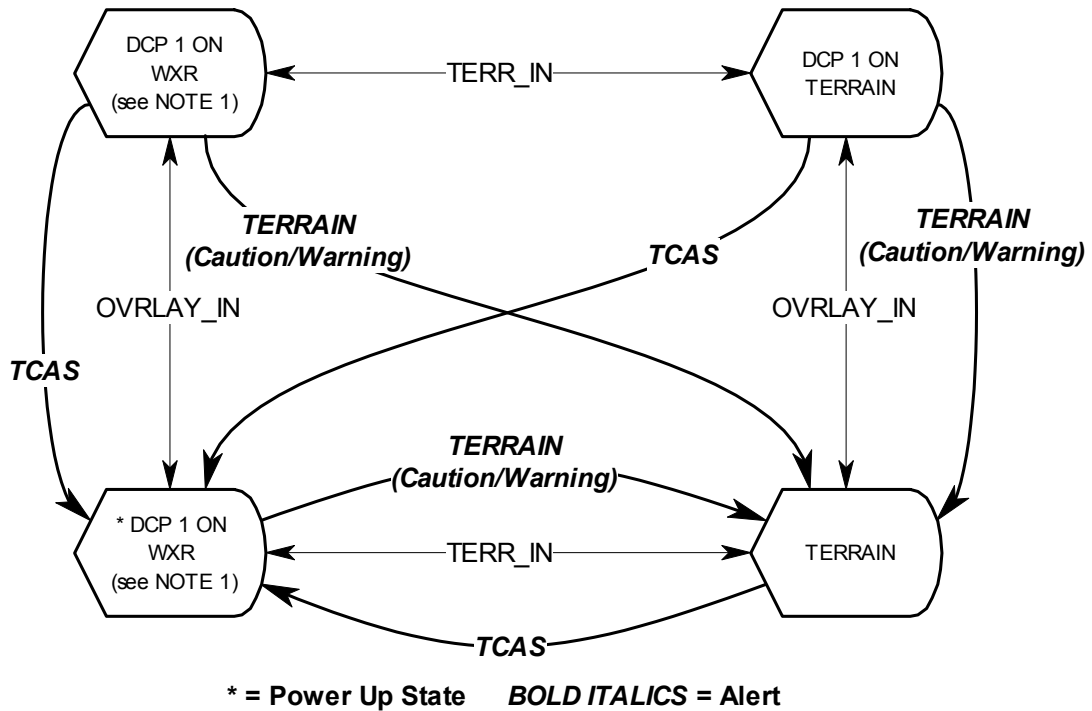 DCP 1 ON
WXR
(see NOTE 1)
TERR_IN
DCP 1 ON
TERRAIN
TERRAIN
(Caution/Warning)
TCAS
TERRAIN
(Caution/Warning)
OVRLAY_IN
OVRLAY_IN
TCAS
TERRAIN
(Caution/Warning)
* DCP 1 ON
WXR
(see NOTE 1)
TERR_IN
TERRAIN
TCAS
* = Power Up State BOLD ITALICS = Alert